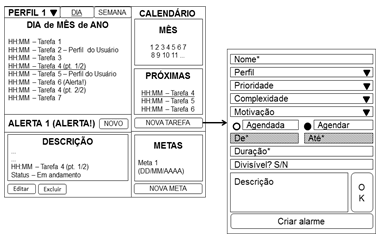 PERFIL 1 ▼ DIA SEMANA
DIA de MÊS de ANO
HH:MM – Tarefa 1
HH:MM – Tarefa 2 – Perfil do Usuário
HH:MM – Tarefa 3
HH:MM – Tarefa 4 (pt. 1/2)
HH:MM – Tarefa 5 – Perfil do Usuário
HH:MM – Tarefa 6 (Alerta!)
HH:MM – Tarefa 4 (pt. 2/2)
HH:MM – Tarefa 7
ALERTA 1 (ALERTA!) NOVO
DESCRIÇÃO
...
HH:MM – Tarefa 4 (pt. 1/2)
Status – Em andamento
Editar Excluir
CALENDÁRIO
MÊS
1 2 3 4 5 6 7
8 9 10 11 ...
PRÓXIMAS
HH:MM – Tarefa 4
HH:MM – Tarefa 5
HH:MM – Tarefa 6
NOVA TAREFA
METAS
Meta 1
(DD/MM/AAAA)
NOVA META
Nome*
Perfil ▼
Prioridade ▼
Complexidade ▼
Motivação ▼
Agendada Agendar
De* Até*
Duração*
Divisível? S/N
Descrição
O
K
Criar alarme